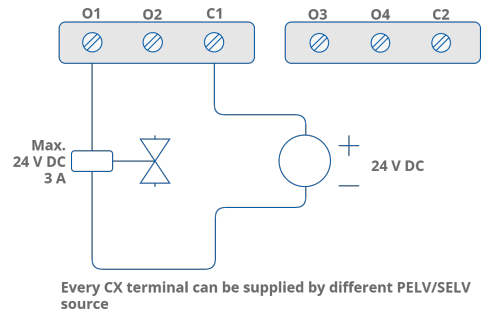 O1 O2 C1 O3 O4 C2
Max.
24 V DC
3 A
24 V DC
Every CX terminal can be supplied by different PELV/SELV
source